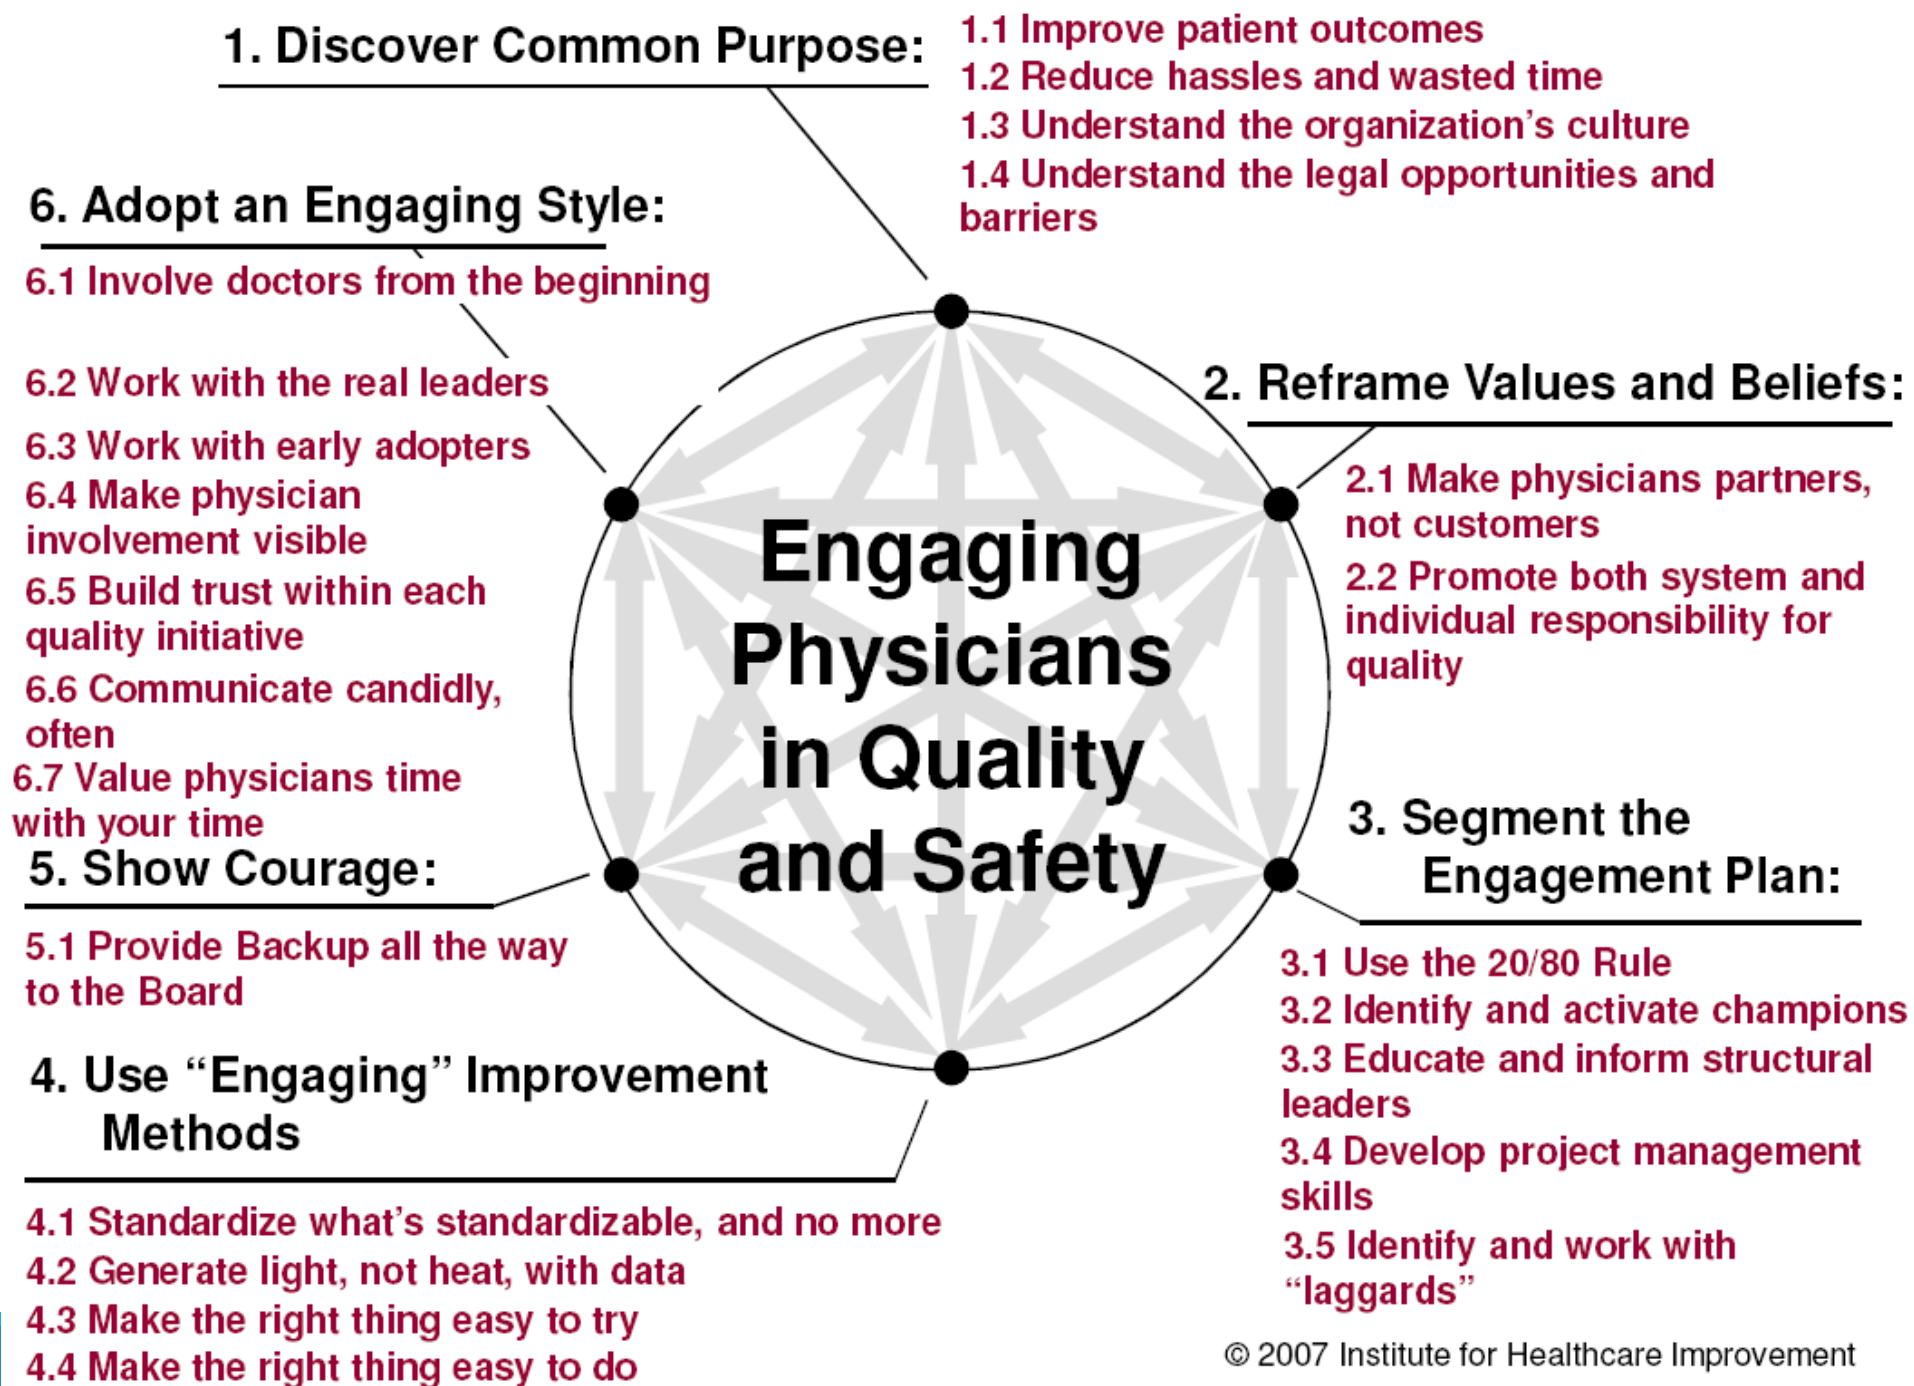 1. Discover Common Purpose:
1.1 Improve patient outcomes
1.2 Reduce hassles and wasted time
1.3 Understand the organization’s culture
1.4 Understand the legal opportunities and
barriers
2. Reframe Values and Beliefs:
2.1 Make physicians partners,
not customers
2.2 Promote both system and
individual responsibility for
quality
3. Segment the
Engagement Plan:
3.1 Use the 20/80 Rule
3.2 Identify and activate champions
3.3 Educate and inform structural
leaders
3.4 Develop project management
skills
3.5 Identify and work with
“laggards”
4. Use “Engaging” Improvement
Methods
4.1 Standardize what’s standardizable, and no more
4.2 Generate light, not heat, with data
4.3 Make the right thing easy to try
4.4 Make the right thing easy to do
5. Show Courage:
5.1 Provide Backup all the way
to the Board
6. Adopt an Engaging Style:
6.1 Involve doctors from the beginning
6.2 Work with the real leaders
6.3 Work with early adopters
6.4 Make physician
involvement visible
6.5 Build trust within each
quality initiative
6.6 Communicate candidly,
often
6.7 Value physicians time
with your time
Engaging
Physicians
in Quality
and Safety
© 2007 Institute for Healthcare Improvement